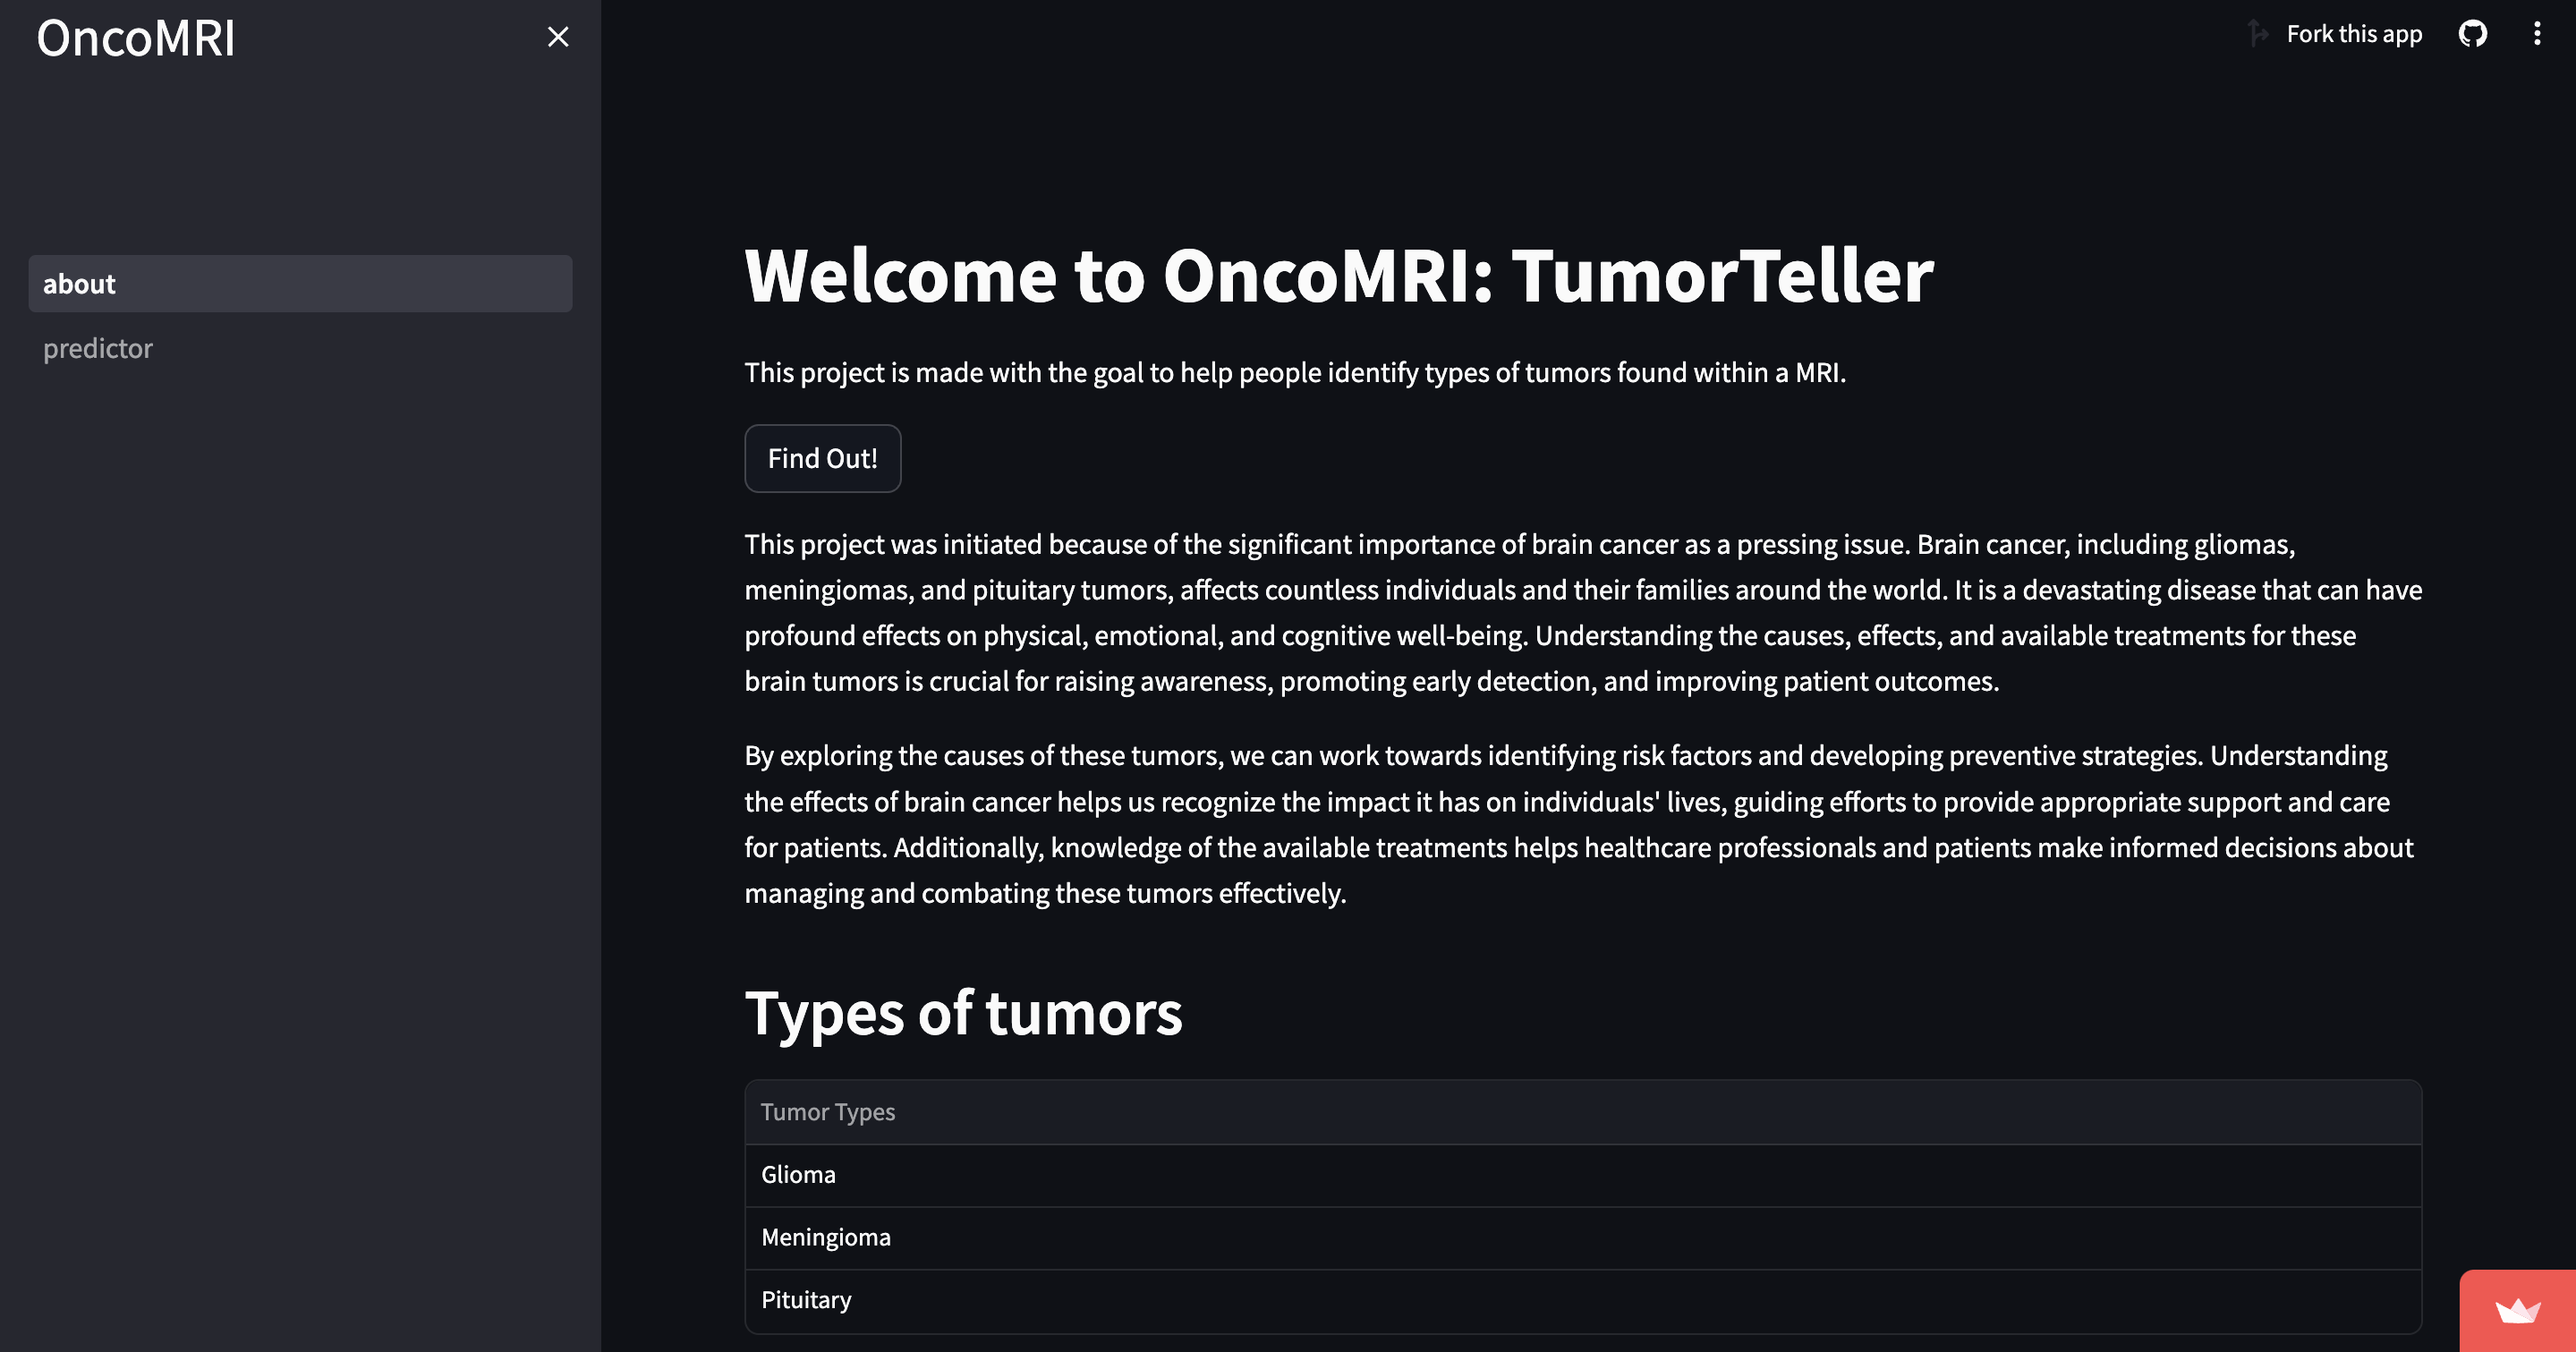 OncoMRI
Fork this app
about
predictor
Welcome to OncoMRI: TumorTeller
This project is made with the goal to help people identify types of tumors found within a MRI.
Find Out!
This project was initiated because of the significant importance of brain cancer as a pressing issue. Brain cancer, including gliomas,
meningiomas, and pituitary tumors, affects countless individuals and their families around the world. It is a devastating disease that can have
profound effects on physical, emotional, and cognitive well-being. Understanding the causes, effects, and available treatments for these
brain tumors is crucial for raising awareness, promoting early detection, and improving patient outcomes.
By exploring the causes of these tumors, we can work towards identifying risk factors and developing preventive strategies. Understanding
the effects of brain cancer helps us recognize the impact it has on individuals' lives, guiding efforts to provide appropriate support and care
for patients. Additionally, knowledge of the available treatments helps healthcare professionals and patients make informed decisions about
managing and combating these tumors effectively.
Types of tumors
Tumor Types
Glioma
Meningioma
Pituitary